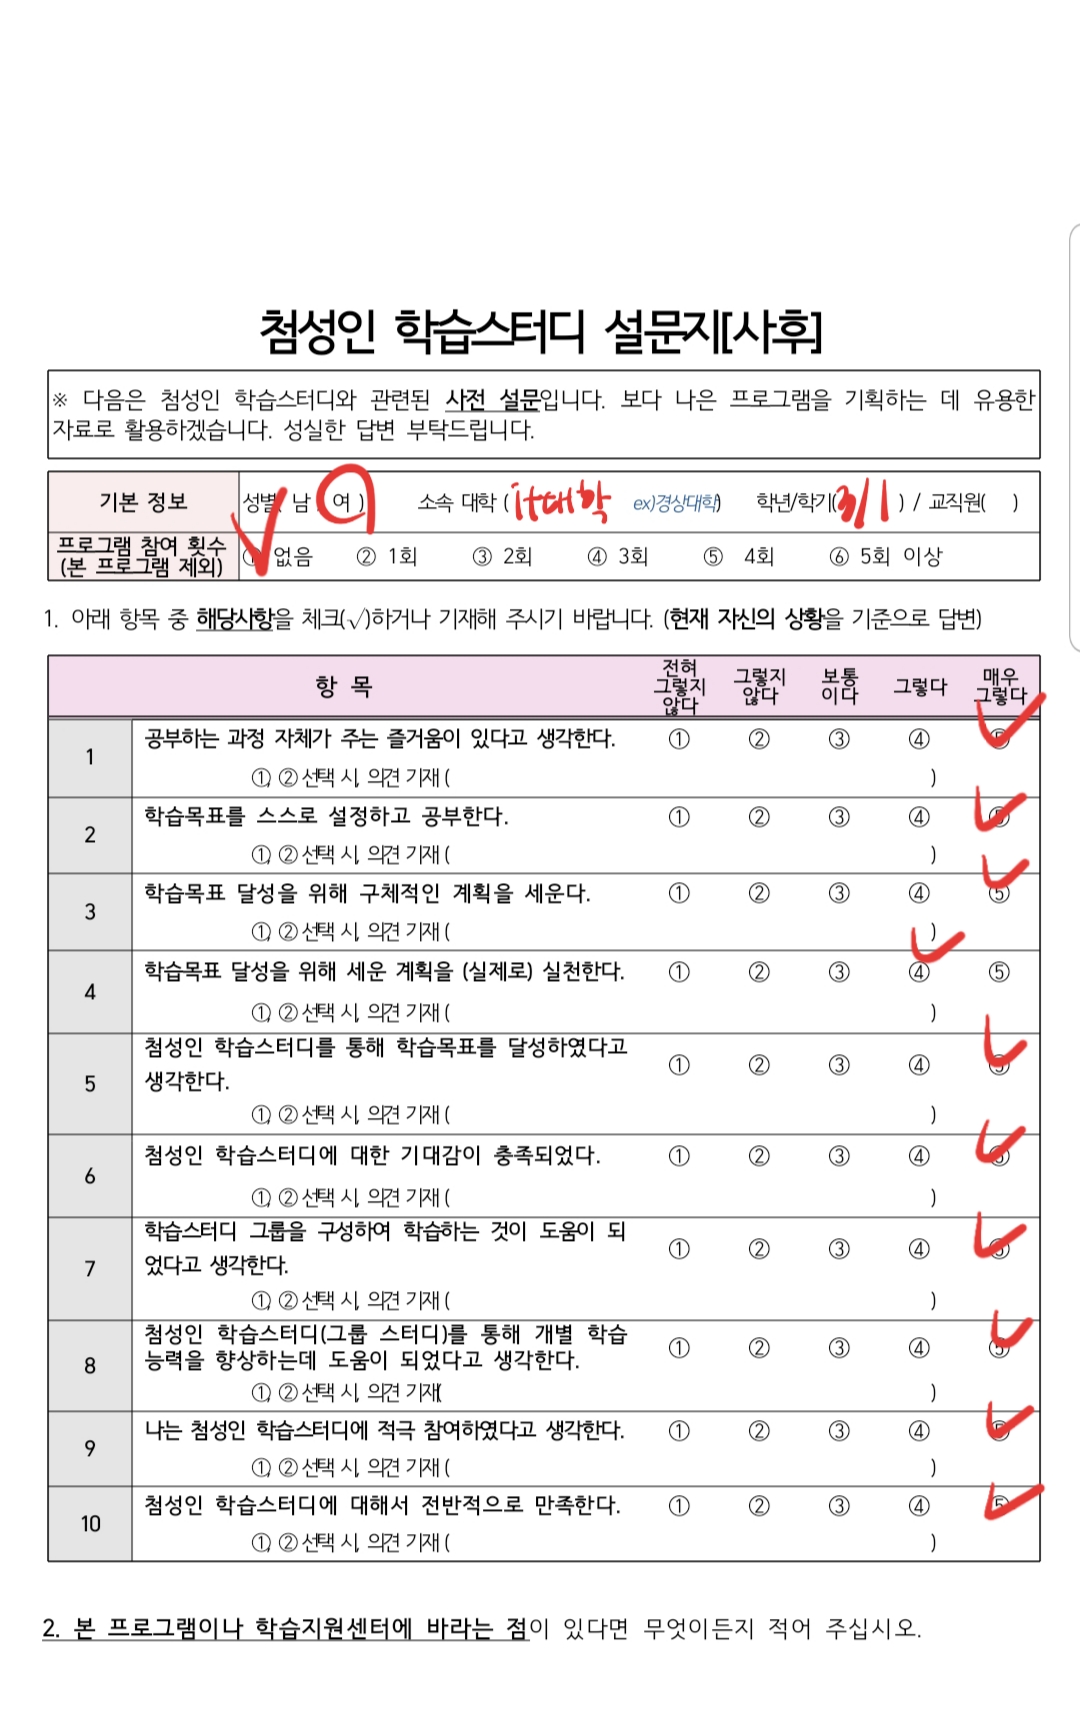 첨성인 학습스터디 설문지[사후]
※ 다음은 첨성인 학습스터디와 관련된 사전 설문입니다. 보다 나은 프로그램을 기획하는 데 유용한
자료로 활용하겠습니다. 성실한 답변 부탁드립니다.
기본 정보 성별( 남 여 ) 소속 대학 ( it대학 ex)경상대학) 학년/학기( 3/1 ) / 교직원( )
프로그램 참여 횟수
(본 프로그램 제외) ① 없음 ② 1회 ③ 2회 ④ 3회 ⑤ 4회 ⑥ 5회 이상
1. 아래 항목 중 해당사항을 체크(√)하거나 기재해 주시기 바랍니다. (현재 자신의 상황을 기준으로 답변)
항 목 전혀 그렇지 않다 그렇지 않다 보통이다 그렇다 매우 그렇다
1 공부하는 과정 자체가 주는 즐거움이 있다고 생각한다. ① ② ③ ④ ⑤
①, ② 선택 시, 의견 기재 ( )
2 학습목표를 스스로 설정하고 공부한다. ① ② ③ ④ ⑤
①, ② 선택 시, 의견 기재 ( )
3 학습목표 달성을 위해 구체적인 계획을 세운다. ① ② ③ ④ ⑤
①, ② 선택 시, 의견 기재 ( )
4 학습목표 달성을 위해 세운 계획을 (실제로) 실천한다. ① ② ③ ④ ⑤
①, ② 선택 시, 의견 기재 ( )
5 첨성인 학습스터디를 통해 학습목표를 달성하였다고
생각한다. ① ② ③ ④ ⑤
①, ② 선택 시, 의견 기재 ( )
6 첨성인 학습스터디에 대한 기대감이 충족되었다. ① ② ③ ④ ⑤
①, ② 선택 시, 의견 기재 ( )
7 학습스터디 그룹을 구성하여 학습하는 것이 도움이 되
었다고 생각한다. ① ② ③ ④ ⑤
①, ② 선택 시, 의견 기재 ( )
8 첨성인 학습스터디(그룹 스터디)를 통해 개별 학습
능력을 향상하는데 도움이 되었다고 생각한다. ① ② ③ ④ ⑤
①, ② 선택 시, 의견 기재( )
9 나는 첨성인 학습스터디에 적극 참여하였다고 생각한다. ① ② ③ ④ ⑤
①, ② 선택 시, 의견 기재 ( )
10 첨성인 학습스터디에 대해서 전반적으로 만족한다. ① ② ③ ④ ⑤
①, ② 선택 시, 의견 기재 ( )
2. 본 프로그램이나 학습지원센터에 바라는 점이 있다면 무엇이든지 적어 주십시오.